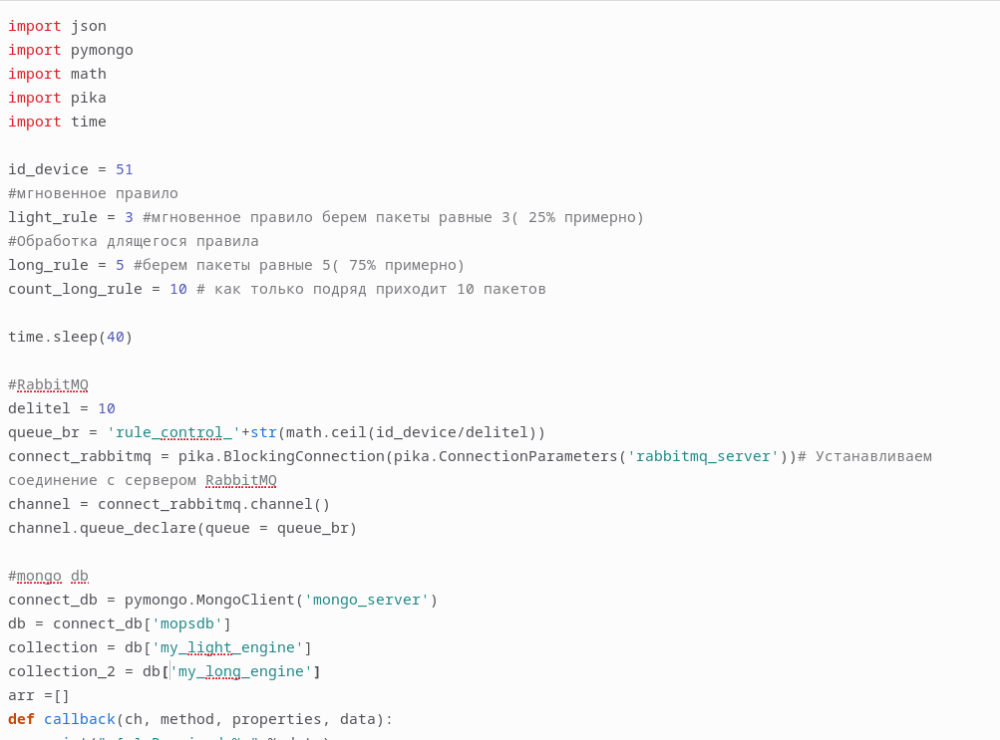 import json
import pymongo
import math
import pika
import time
id_device = 51
#мгновенное правило
light_rule = 3 #мгновенное правило берем пакеты равные 3( 25% примерно)
#Обработка длящегося правила
long_rule = 5 #берем пакеты равные 5( 75% примерно)
count_long_rule = 10 # как только подряд приходит 10 пакетов
time.sleep(40)
#RabbitMQ
delitel = 10
queue_br = 'rule_control_'+str(math.ceil(id_device/delitel))
connect_rabbitmq = pika.BlockingConnection(pika.ConnectionParameters('rabbitmq_server'))# Устанавливаем
соединение с сервером RabbitMQ
channel = connect_rabbitmq.channel()
channel.queue_declare(queue = queue_br)
#mongo db
connect_db = pymongo.MongoClient('mongo_server')
db = connect_db['mopsdb']
collection = db['my_light_engine']
collection_2 = db['my_long_engine']
arr =[]
def callback(ch, method, properties, data):